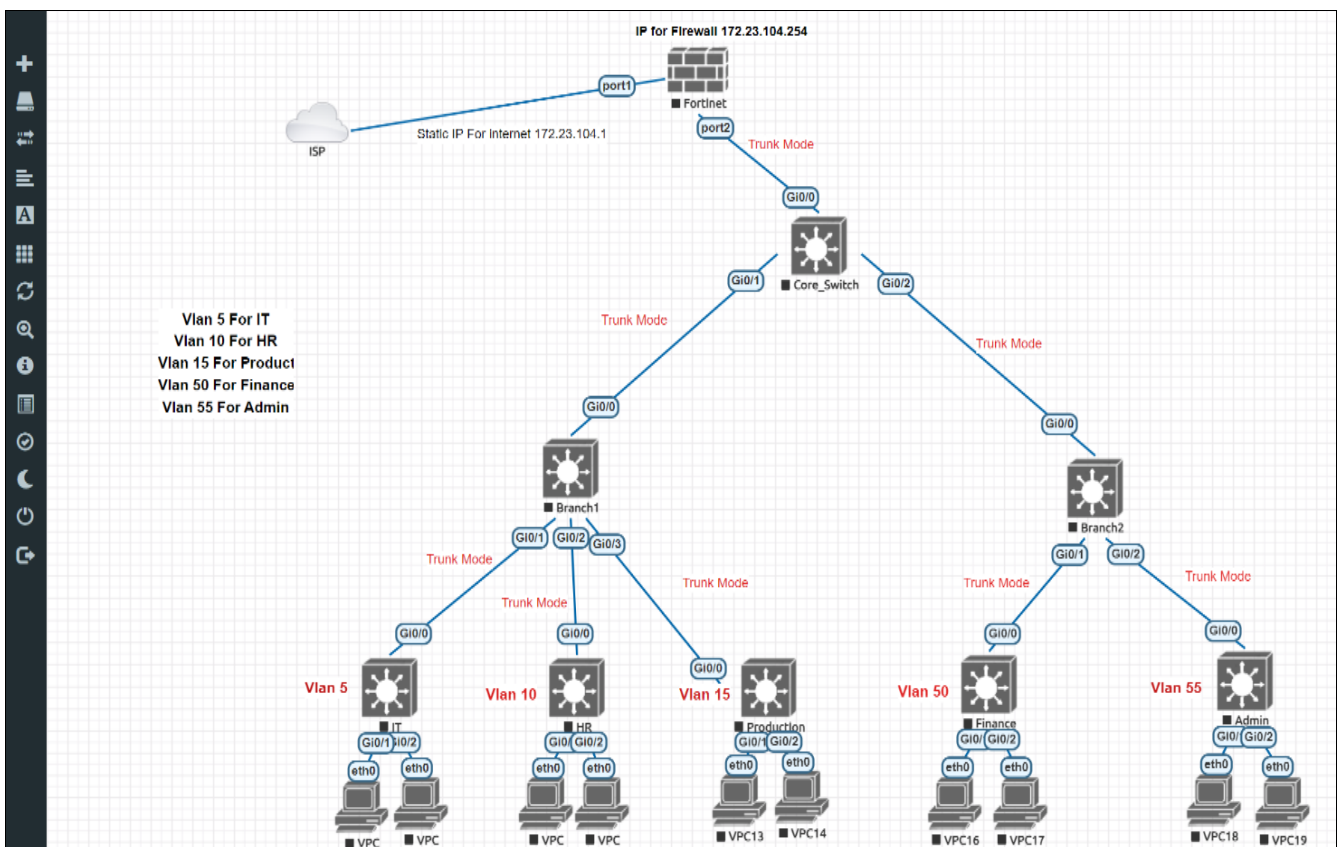 IP for Firewall 172.23.104.254
port1
Fortinet
Static IP For Internet 172.23.104.1
ISP
port2
Trunk Mode
Gi0/0
Gi0/1
Core_Switch
Gi0/2
Vlan 5 For IT
Vlan 10 For HR
Vlan 15 For Product
Vlan 50 For Finance
Vlan 55 For Admin
Trunk Mode
Trunk Mode
Gi0/0
Gi0/0
Branch1
Branch2
Gi0/1
Gi0/2
Gi0/3
Gi0/1
Gi0/2
Trunk Mode
Trunk Mode
Trunk Mode
Trunk Mode
Trunk Mode
Gi0/0
Gi0/0
Gi0/0
Gi0/0
Gi0/0
Vlan 5
Vlan 10
Vlan 15
Vlan 50
Vlan 55
IT
HR
Production
Finance
Admin
Gi0/1
Gi0/2
Gi0/
Gi0/2
Gi0/1
Gi0/2
Gi0/
Gi0/2
Gi0/
Gi0/2
eth0
eth0
eth0
eth0
eth0
eth0
eth0
eth0
eth0
eth0
VPC
VPC
VPC
VPC
VPC13
VPC14
VPC16
VPC17
VPC18
VPC19